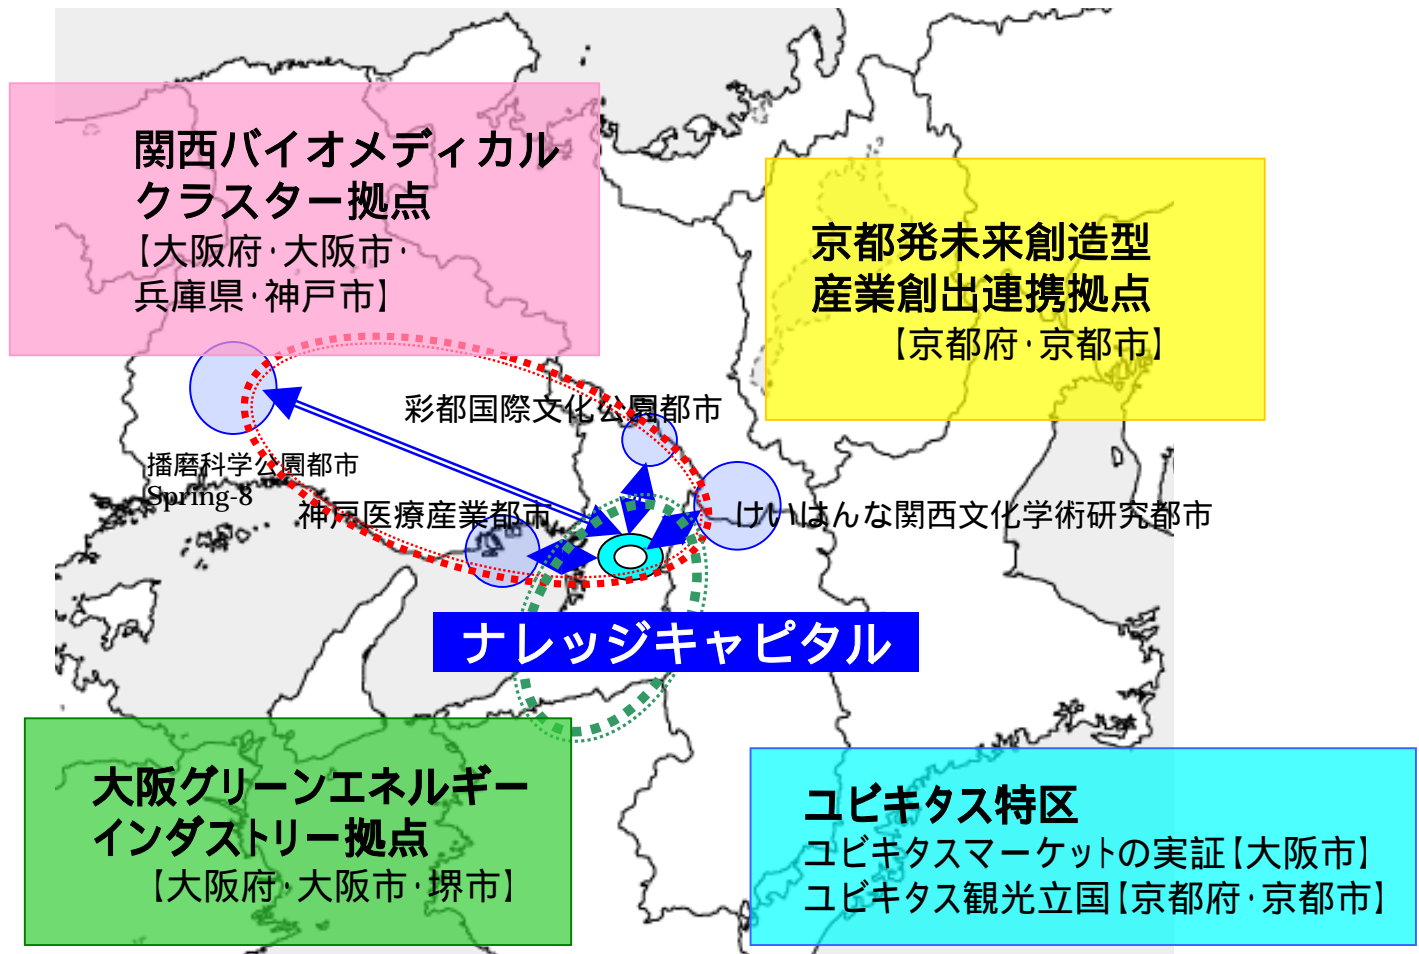 関西バイオメディカル
クラスター拠点
【大阪府・大阪市・
兵庫県・神戸市】
京都発未来創造型
産業創出連携拠点
【京都府・京都市】
彩都国際文化公園都市
播磨科学公園都市
Spring-8
神戸医療産業都市
けいはんな関西文化学術研究都市
ナレッジキャピタル
大阪グリーンエネルギー
インダストリー拠点
【大阪府・大阪市・堺市】
ユビキタス特区
ユビキタスマーケットの実証【大阪市】
ユビキタス観光立国【京都府・京都市】